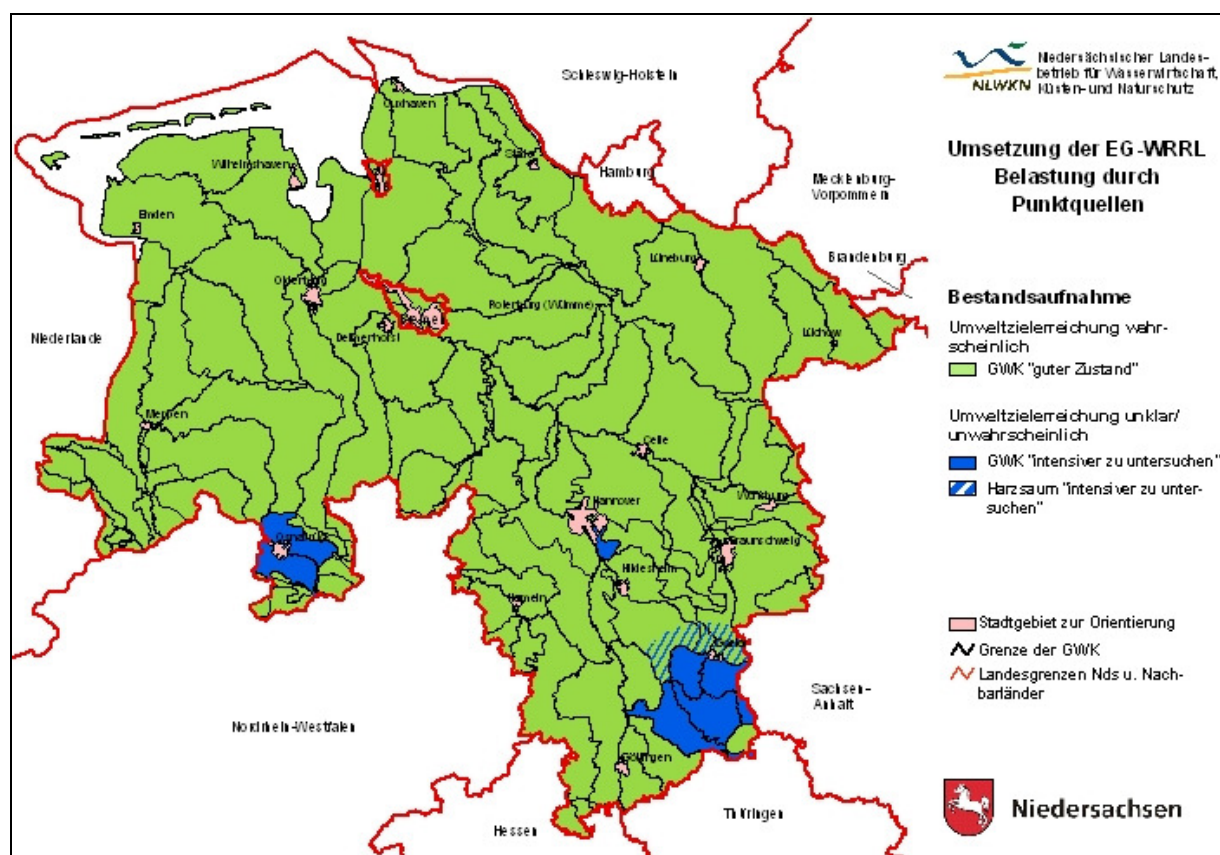 Niedersächsischer Landes-
betrieb für Wasserwirtschaft,
Küsten- und Naturschutz
NLWKN
Umsetzung der EG-WRRL
Belastung durch
Punktquellen
Bestandsaufnahme
Umweltzielerreichung wahr-
scheinlich
GWK "guter Zustand"
Umweltzielerreichung unklar/
unwahrscheinlich
GWK "intensiver zu untersuchen"
Harzsaum "intensiver zu unter-
suchen"
Stadtgebiet zur Orientierung
Grenze der GWK
Landesgrenzen Nds u. Nach-
barländer
Niedersachsen
Schleswig-Holstein
Hamburg
Mecklenburg-
Vorpommern
Brandenburg
Niederlande
Nordrhein-Westfalen
Hessen
Thüringen
Sachsen-
Anhalt
Cuxhaven
Stade
Wilhelmshaven
Emden
Oldenburg
Bremen
Delmenhorst
Rotenburg (Wümme)
Lüneburg
Lüchow
Meppen
Celle
Hannover
Wolfsburg
Braunschweig
Hildesheim
Hameln
Osnabrück
Goslar
Göttingen